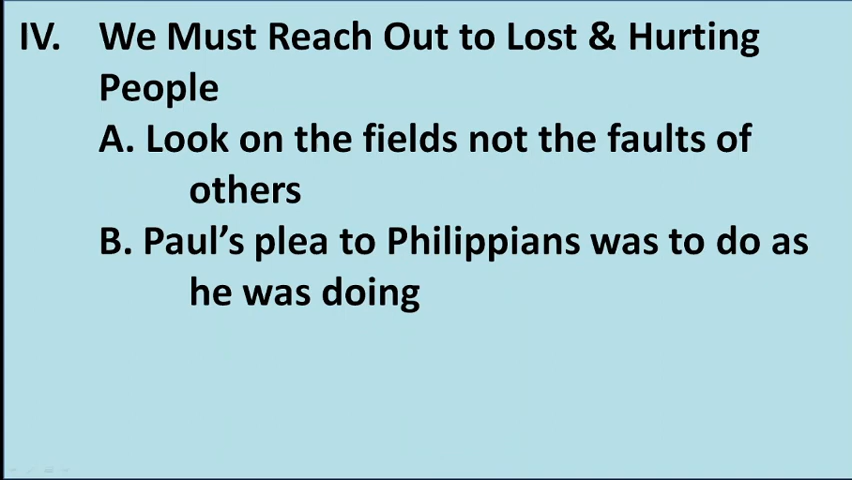 IV. We Must Reach Out to Lost & Hurting
People
A. Look on the fields not the faults of
others
B. Paul’s plea to Philippians was to do as
he was doing